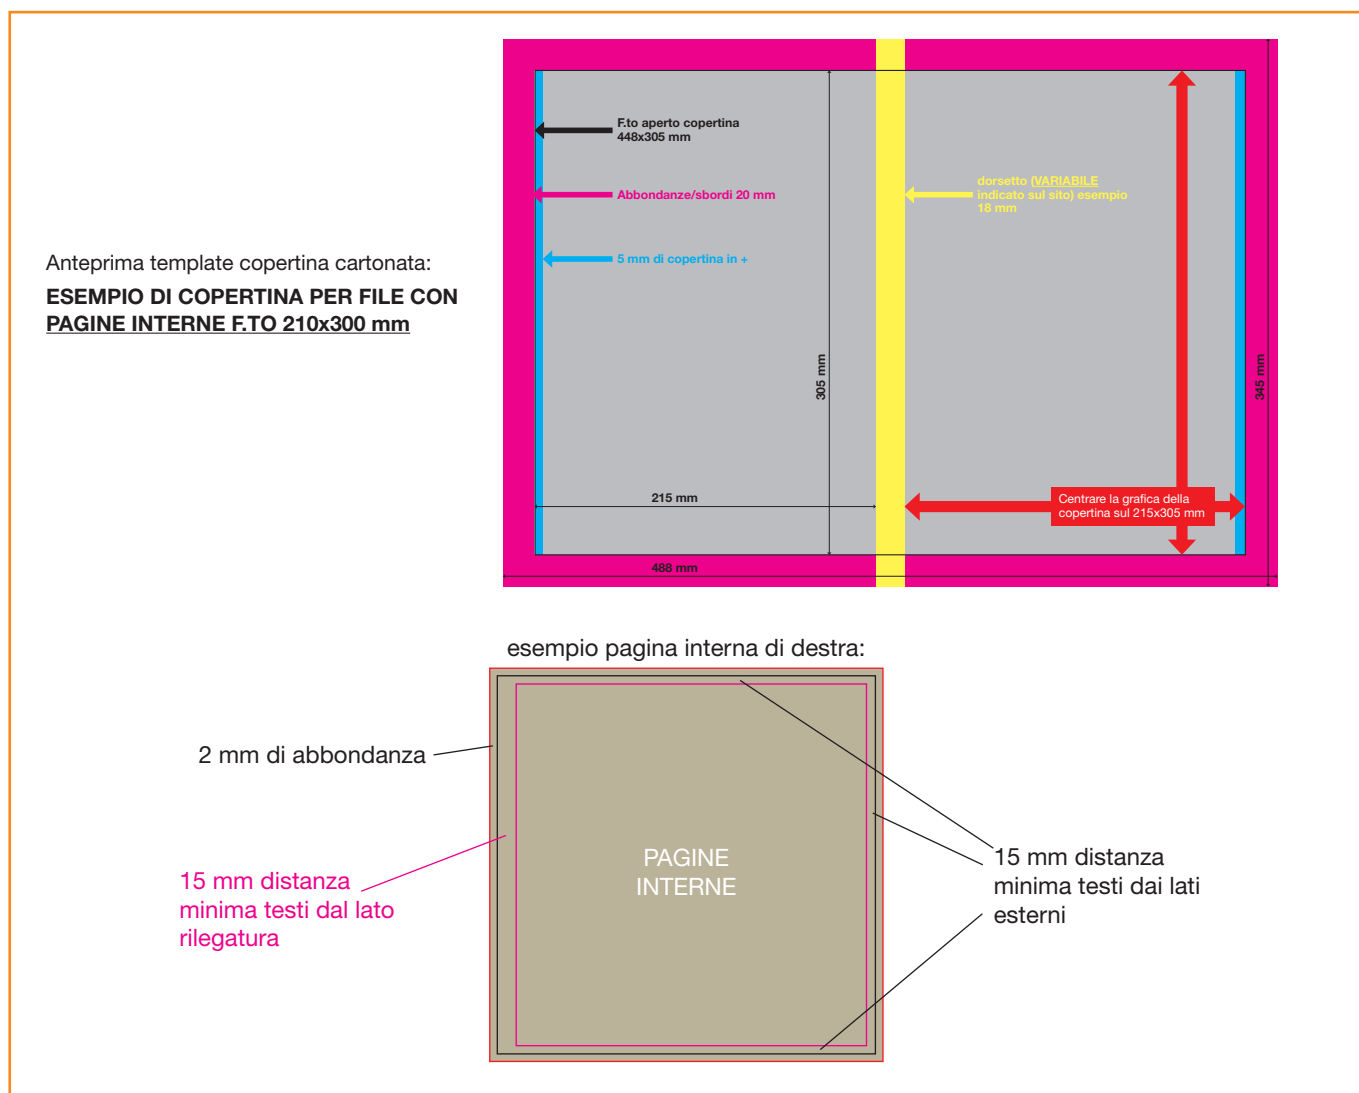 Anteprima template copertina cartonata:
ESEMPIO DI COPERTINA PER FILE CON
PAGINE INTERNE F.TO 210x300 mm
F.to aperto copertina
448x305 mm
Abbondanze/sbordi 20 mm
5 mm di copertina in +
dorsetto (VARIABILE
indicato sul sito) esempio
18 mm
305 mm
345 mm
215 mm
Centrare la grafica della
copertina sul 215x305 mm
488 mm
esempio pagina interna di destra:
2 mm di abbondanza
15 mm distanza
minima testi dal lato
rilegatura
PAGINE
INTERNE
15 mm distanza
minima testi dai lati
esterni